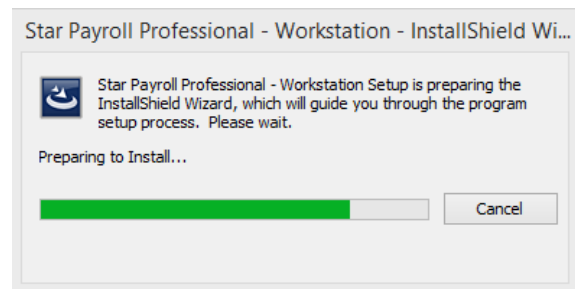 Star Payroll Professional - Workstation - InstallShield Wi...
Star Payroll Professional - Workstation Setup is preparing the
InstallShield Wizard, which will guide you through the program
setup process. Please wait.
Preparing to Install...
Cancel